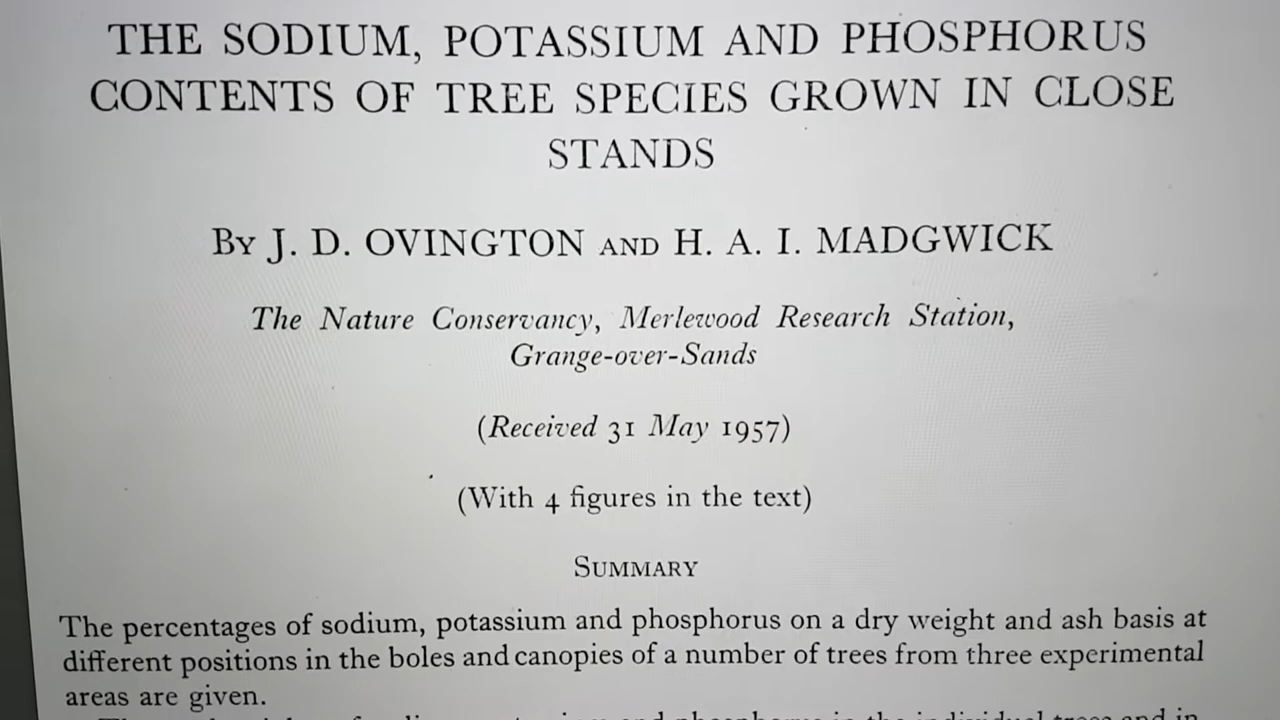 THE SODIUM, POTASSIUM AND PHOSPHORUS
CONTENTS OF TREE SPECIES GROWN IN CLOSE
STANDS
By J. D. OVINGTON AND H. A. I. MADGWICK
The Nature Conservancy, Merlewood Research Station,
Grange-over-Sands
(Received 31 May 1957)
(With 4 figures in the text)
SUMMARY
The percentages of sodium, potassium and phosphorus on a dry weight and ash basis at
different positions in the boles and canopies of a number of trees from three experimental
areas are given.